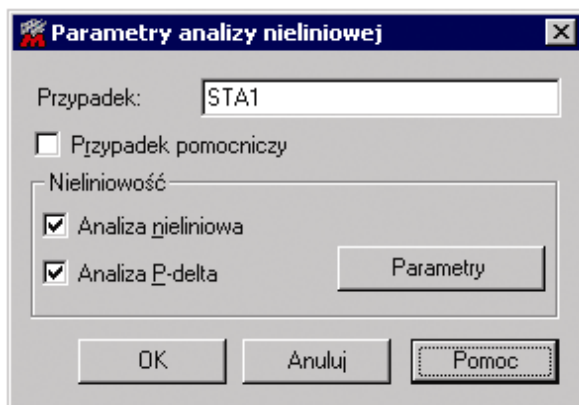 Parametry analizy nieliniowej
Przypadek: STA1
Przypadek pomocniczy
Nieliniowość
Analiza nieliniowa
Analiza P-delta
Parametry
OK Anuluj Pomoc